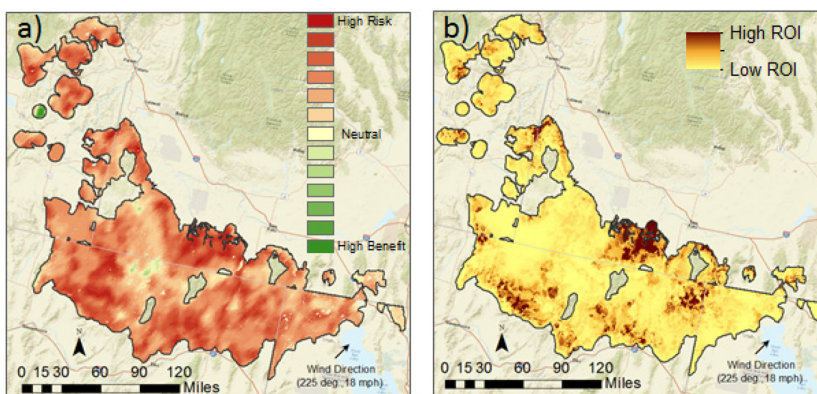 a)
High Risk
Neutral
High Benefit
N
0 15 30 60 90 120
Miles
Wind Direction
(225 deg.,18 mph)
b)
High ROI
Low ROI
N
0 15 30 60 90 120
Miles
Wind Direction
(225 deg.,18 mph)